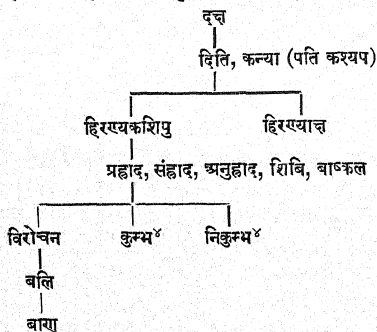 दक्ष
दिति, कन्या (पति कश्यप)
हिरण्यकशिपु हिरण्याक्ष
प्रह्लाद, संह्लाद, अनुह्लाद, शिबि, बाष्कल
विरोचन कुम्भ४ निकुम्भ४
बलि
बाण